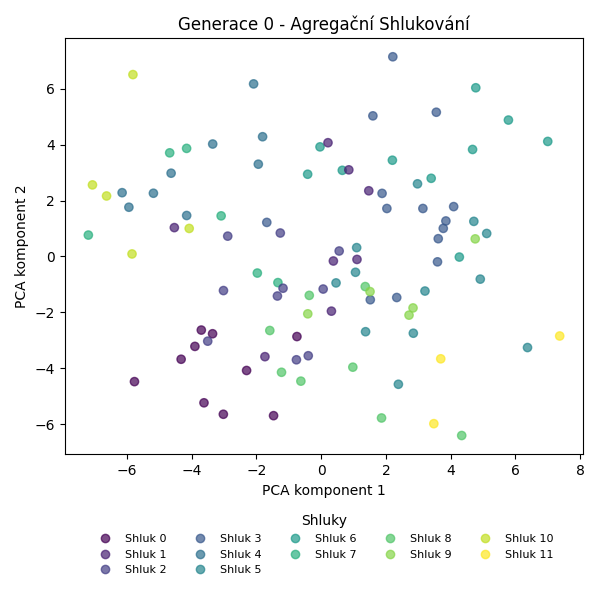 Generace 0 - Agregační Shlukování
6
4
2
0
−2
−4
−6
PCA komponent 2
−6 −4 −2 0 2 4 6 8
PCA komponent 1
Shluky
Shluk 0 Shluk 3 Shluk 6 Shluk 8 Shluk 10
Shluk 1 Shluk 4 Shluk 7 Shluk 9 Shluk 11
Shluk 2 Shluk 5